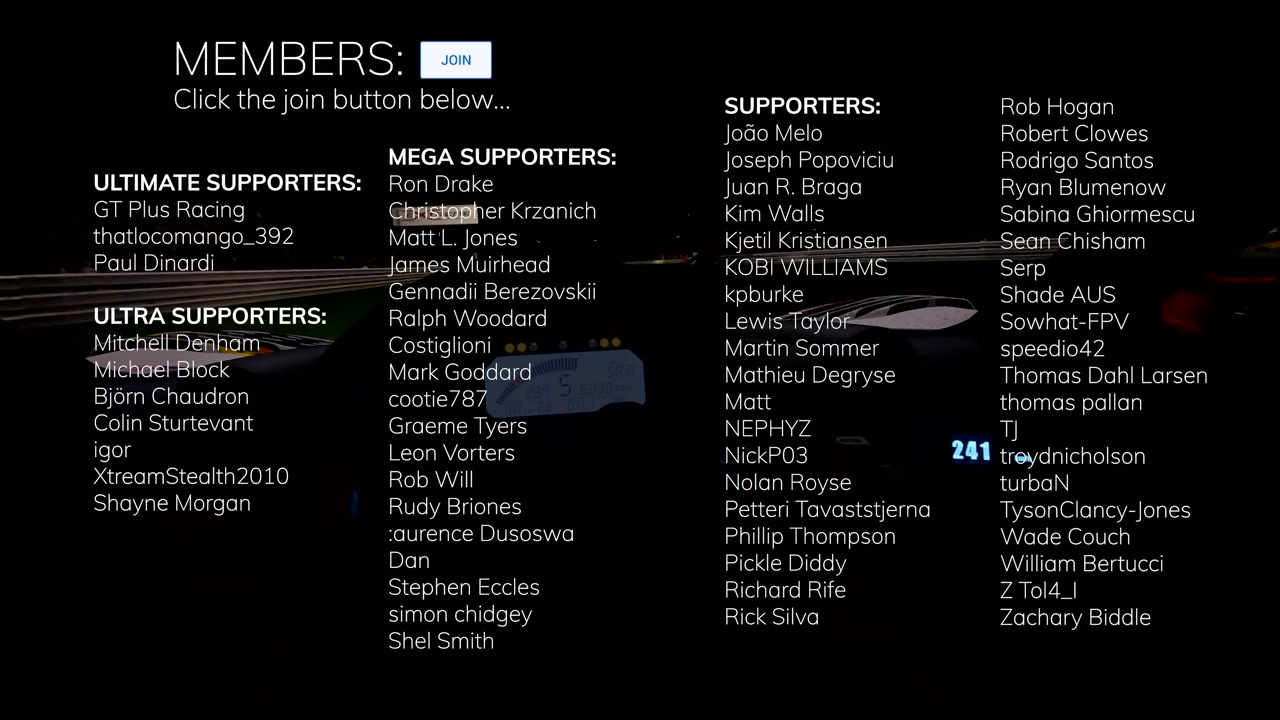 MEMBERS:
JOIN
Click the join button below...
ULTIMATE SUPPORTERS:
GT Plus Racing
thatlocomango_392
Paul Dinardi
ULTRA SUPPORTERS:
Mitchell Denham
Michael Block
Björn Chaudron
Colin Sturtevant
igor
XtreamStealth2010
Shayne Morgan
MEGA SUPPORTERS:
Ron Drake
Christopher Krzanich
Matt L. Jones
James Muirhead
Gennadii Berezovskii
Ralph Woodard
Costiglioni
Mark Goddard
cootie787
Graeme Tyers
Leon Vorters
Rob Will
Rudy Briones
:aurence Dusoswa
Dan
Stephen Eccles
simon chidgey
Shel Smith
5
SUPPORTERS:
João Melo
Joseph Popoviciu
Juan R. Braga
Kim Walls
Kjetil Kristiansen
KOBI WILLIAMS
kpburke
Lewis Taylor
Martin Sommer
Mathieu Degryse
Matt
NEPHYZ
NickP03
Nolan Royse
Petteri Tavaststjerna
Phillip Thompson
Pickle Diddy
Richard Rife
Rick Silva
241
Rob Hogan
Robert Clowes
Rodrigo Santos
Ryan Blumenow
Sabina Ghiormescu
Sean Chisham
Serp
Shade AUS
Sowhat-FPV
speedio42
Thomas Dahl Larsen
thomas pallan
TJ
troydnicholson
turbaN
TysonClancy-Jones
Wade Couch
William Bertucci
Z Tol4_l
Zachary Biddle